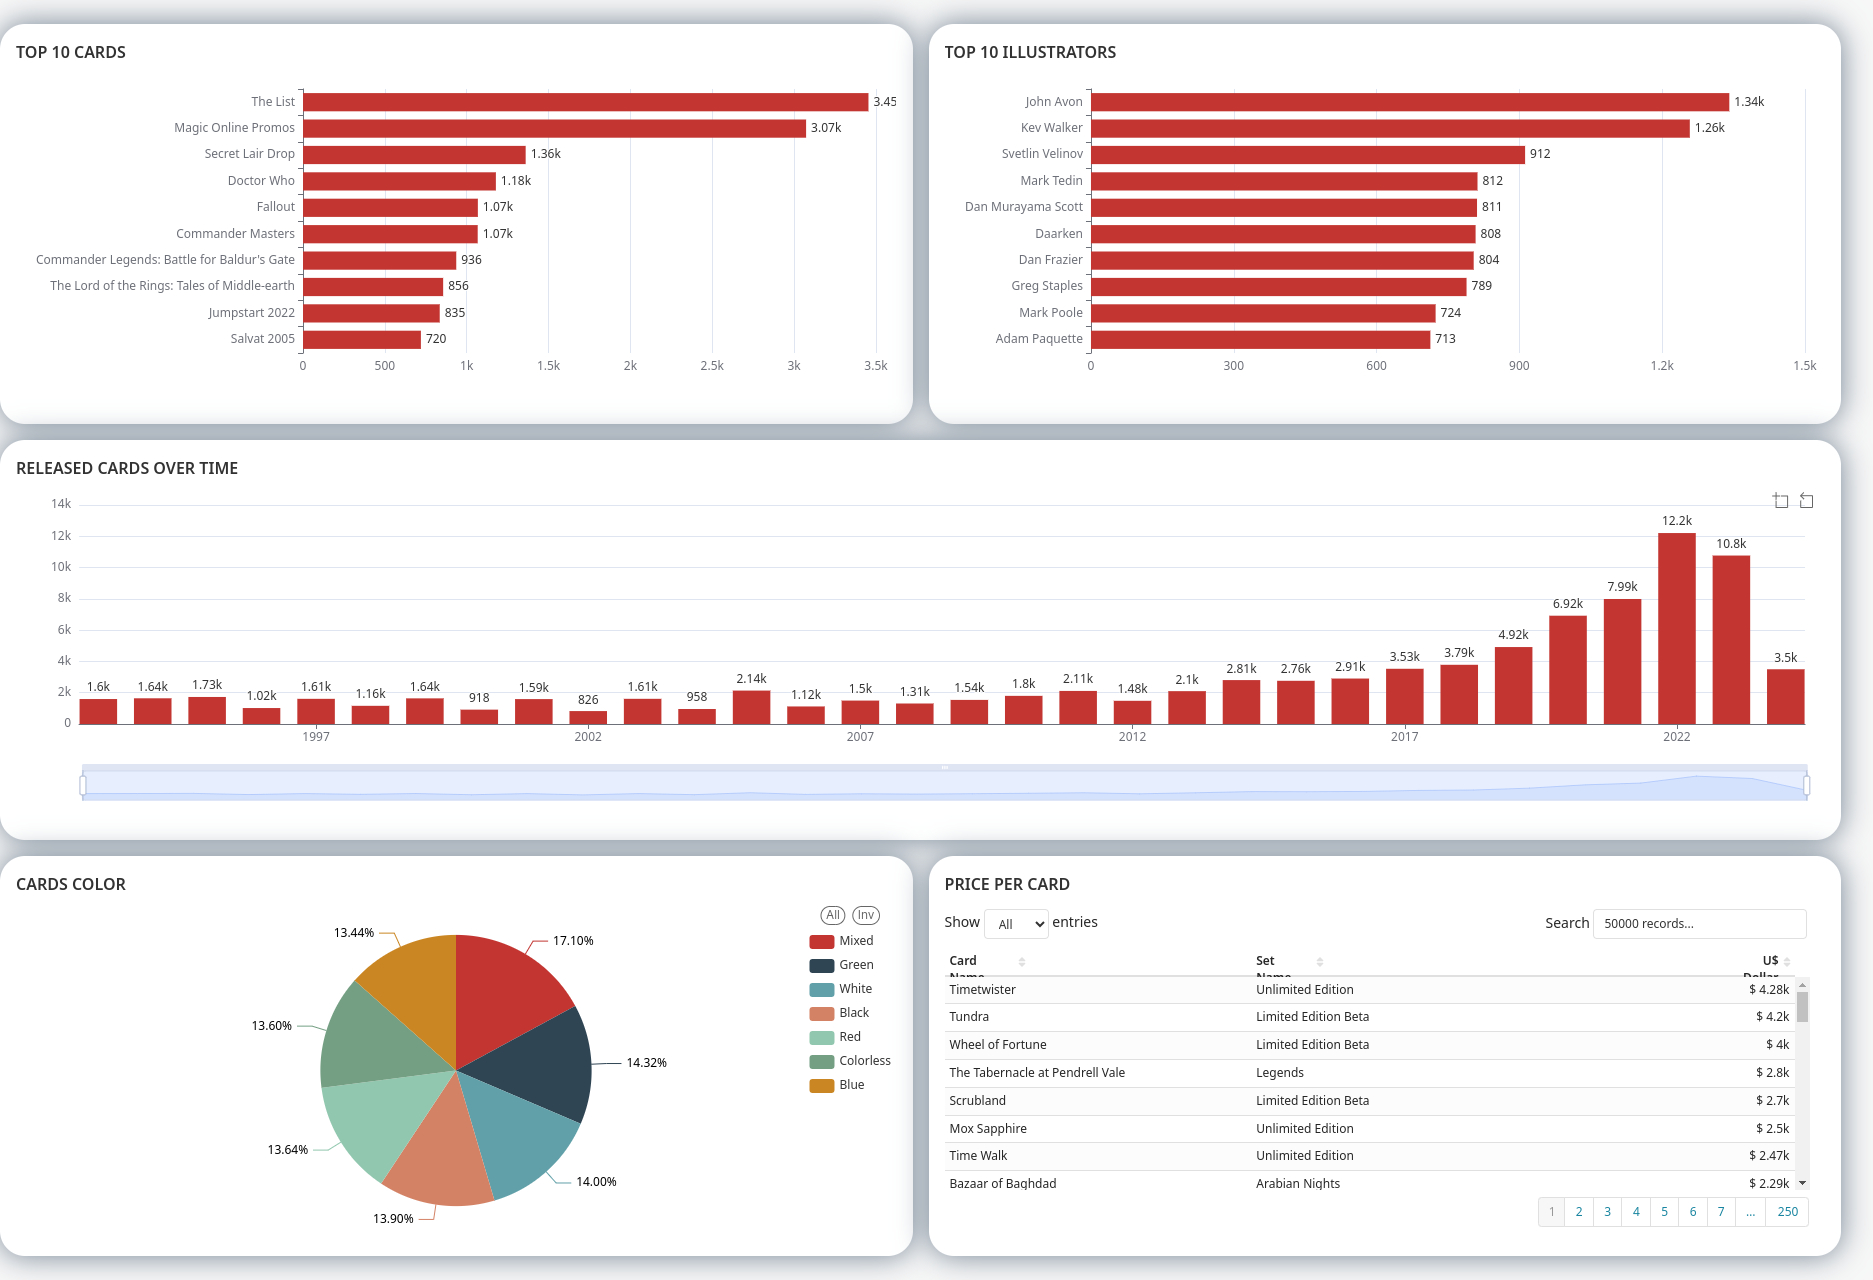 TOP 10 CARDS
The List 3.45
Magic Online Promos 3.07k
Secret Lair Drop 1.36k
Doctor Who 1.18k
Fallout 1.07k
Commander Masters 1.07k
Commander Legends: Battle for Baldur's Gate 936
The Lord of the Rings: Tales of Middle-earth 856
Jumpstart 2022 835
Salvat 2005 720
0 500 1k 1.5k 2k 2.5k 3k 3.5k
TOP 10 ILLUSTRATORS
John Avon 1.34k
Kev Walker 1.26k
Svetlin Velinov 912
Mark Tedin 812
Dan Murayama Scott 811
Daarken 808
Dan Frazier 804
Greg Staples 789
Mark Poole 724
Adam Paquette 713
0 300 600 900 1.2k 1.5k
RELEASED CARDS OVER TIME
14k
12k
10k
8k
6k
4k
2k
0
1.6k 1.64k 1.73k 1.02k 1.61k 1.16k 1.64k 918 1.59k 826 1.61k 958 2.14k 1.12k 1.5k 1.31k 1.54k 1.8k 2.11k 1.48k 2.1k 2.81k 2.76k 2.91k 3.53k 3.79k 4.92k 6.92k 7.99k 12.2k 10.8k 3.5k
1997 2002 2007 2012 2017 2022
CARDS COLOR
All Inv
Mixed
Green
White
Black
Red
Colorless
Blue
13.44% 17.10%
13.60% 14.32%
13.64% 14.00%
13.90%
PRICE PER CARD
Show All entries Search 50000 records...
Card Set U$
Name Name Dollar
Timetwister Unlimited Edition $ 4.28k
Tundra Limited Edition Beta $ 4.2k
Wheel of Fortune Limited Edition Beta $ 4k
The Tabernacle at Pendrell Vale Legends $ 2.8k
Scrubland Limited Edition Beta $ 2.7k
Mox Sapphire Unlimited Edition $ 2.5k
Time Walk Unlimited Edition $ 2.47k
Bazaar of Baghdad Arabian Nights $ 2.29k
1 2 3 4 5 6 7 ... 250